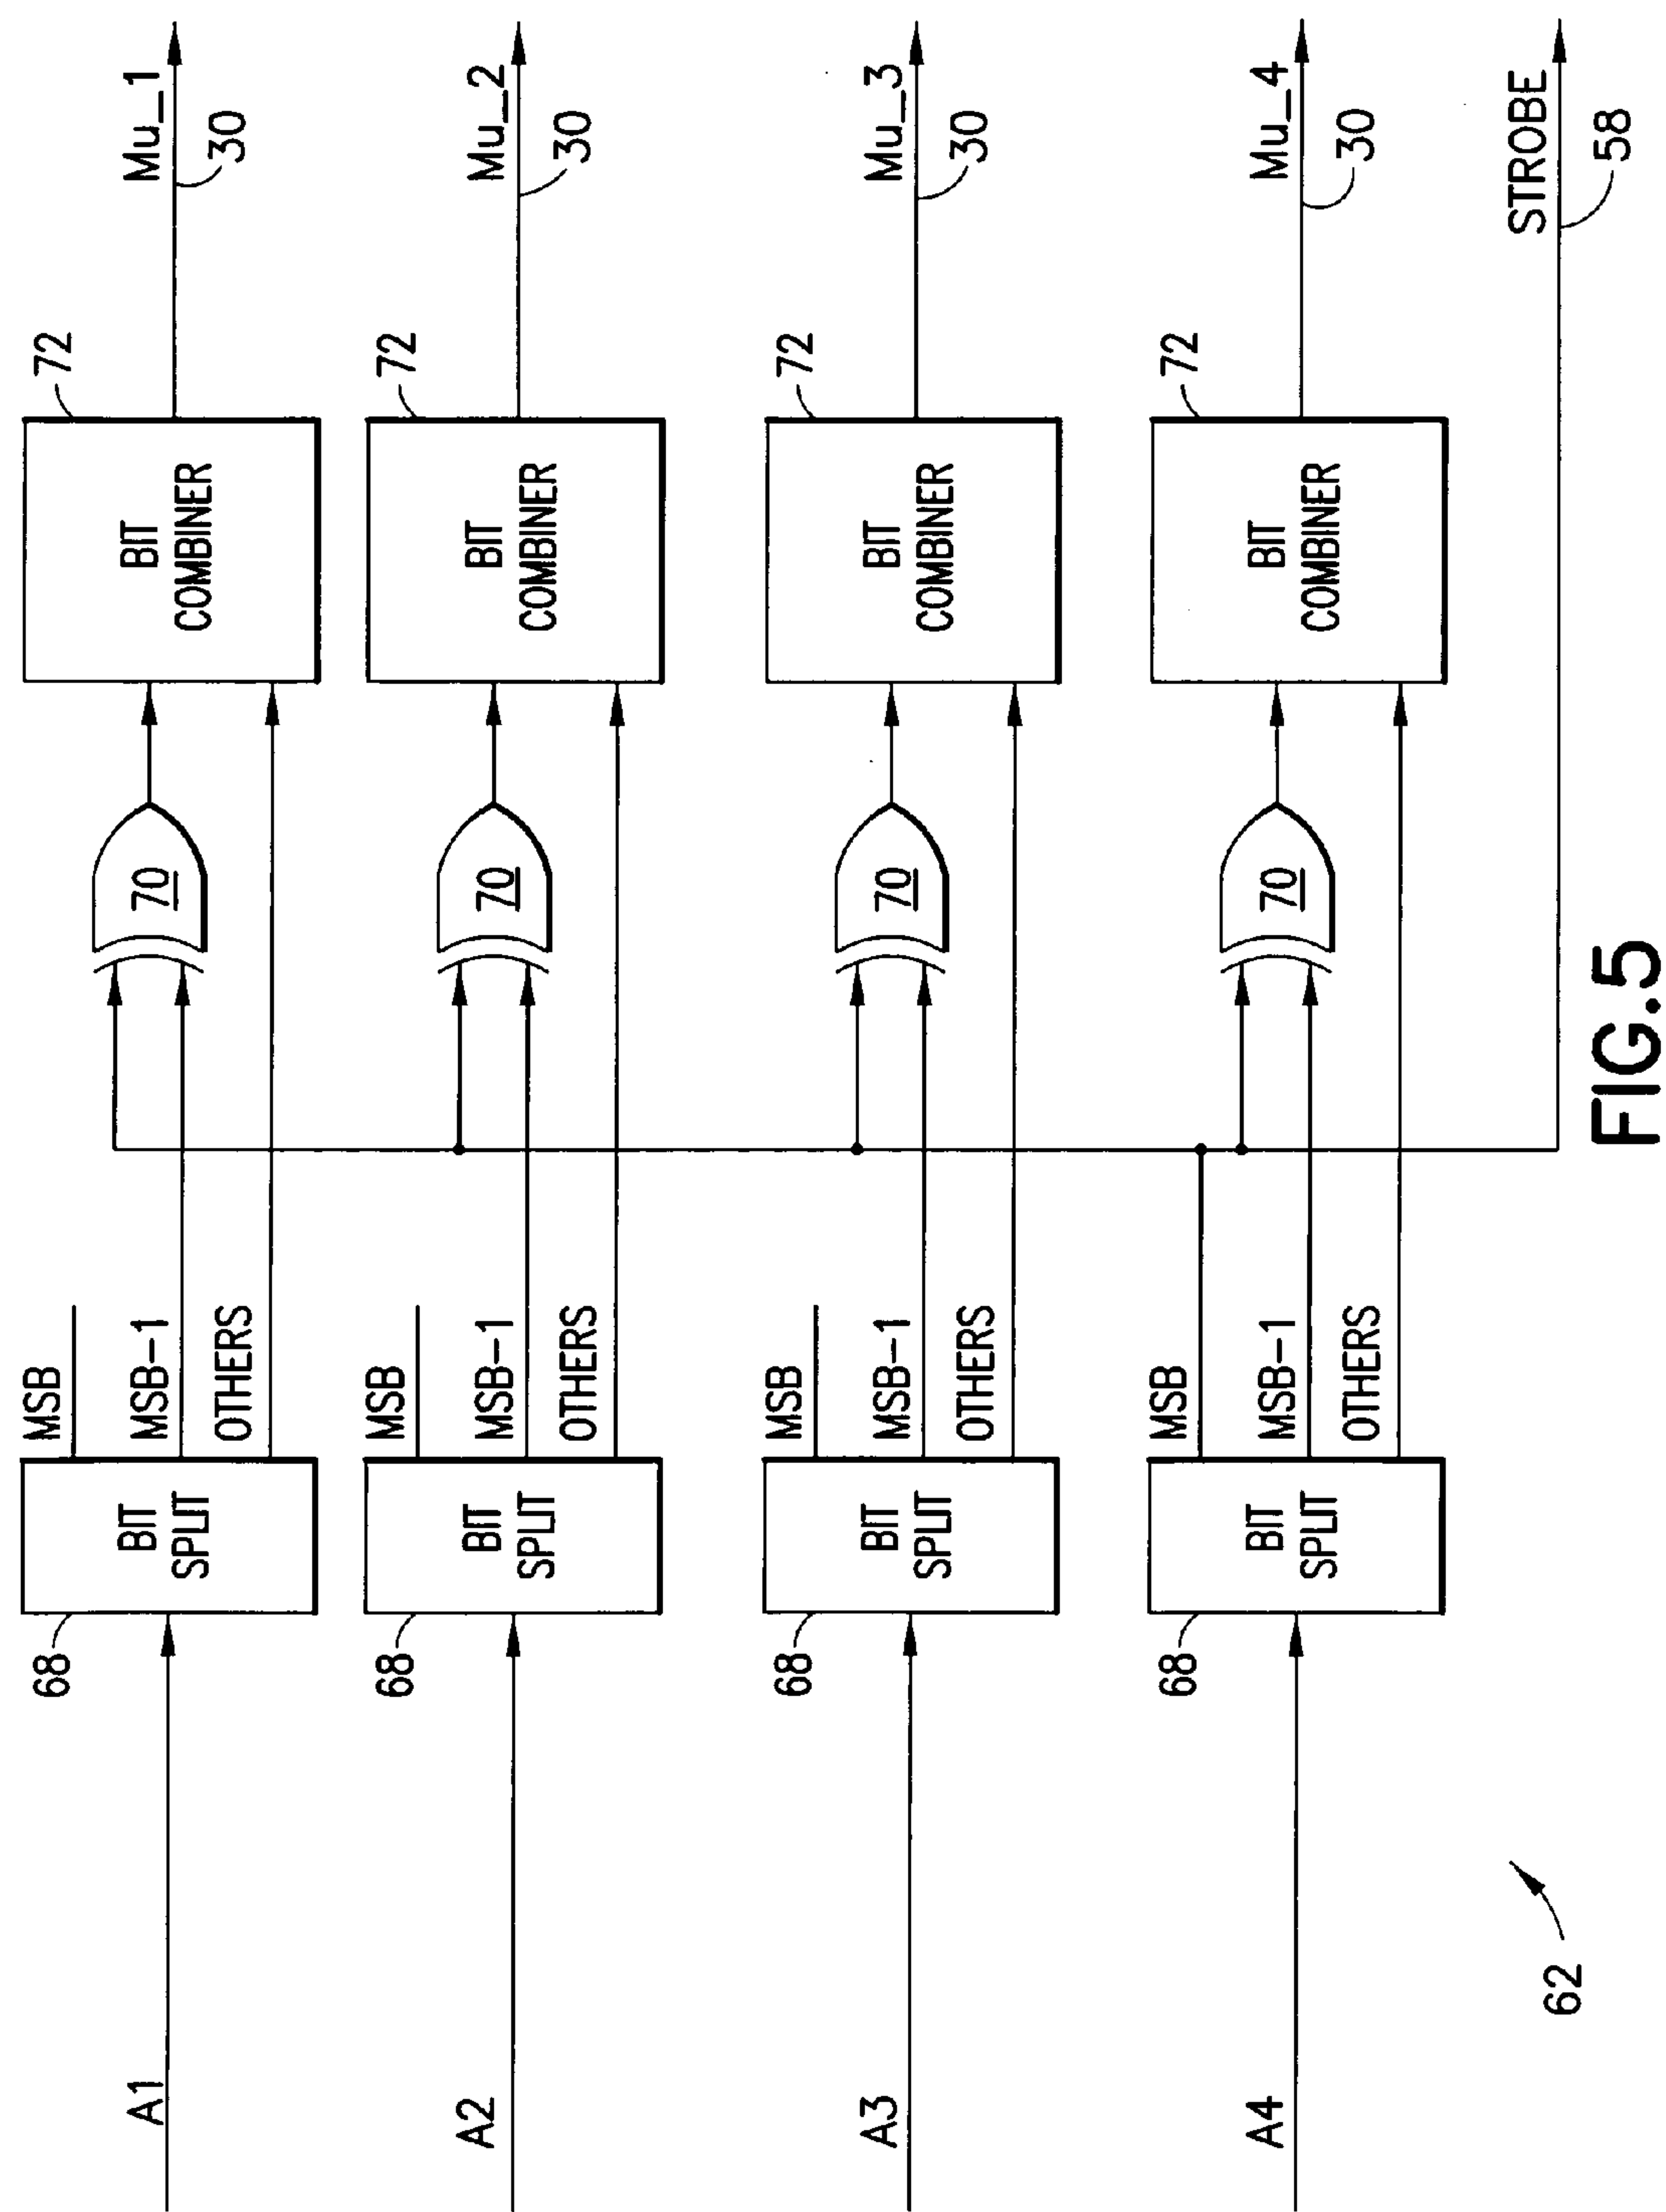 A1
68
BIT
SPLIT
MSB
MSB-1
OTHERS
70
72
BIT
COMBINER
Mu_1
30
A2
68
BIT
SPLIT
MSB
MSB-1
OTHERS
70
72
BIT
COMBINER
Mu_2
30
A3
68
BIT
SPLIT
MSB
MSB-1
OTHERS
70
72
BIT
COMBINER
Mu_3
30
A4
68
BIT
SPLIT
MSB
MSB-1
OTHERS
70
72
BIT
COMBINER
Mu_4
30
STROBE
58
62
FIG.5